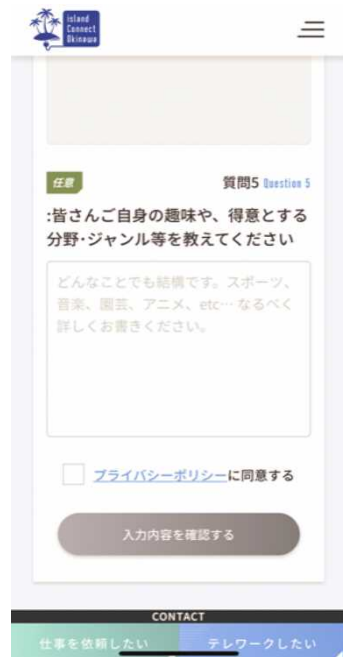 island
Connect
Okinawa
任意
質問5 Question 5
:皆さんご自身の趣味や、得意とする
分野・ジャンル等を教えてください
どんなことでも結構です。スポーツ、
音楽、園芸、アニメ、etc… なるべく
詳しくお書きください。
プライバシーポリシーに同意する
入力内容を確認する
CONTACT
仕事を依頼したい
テレワークしたい